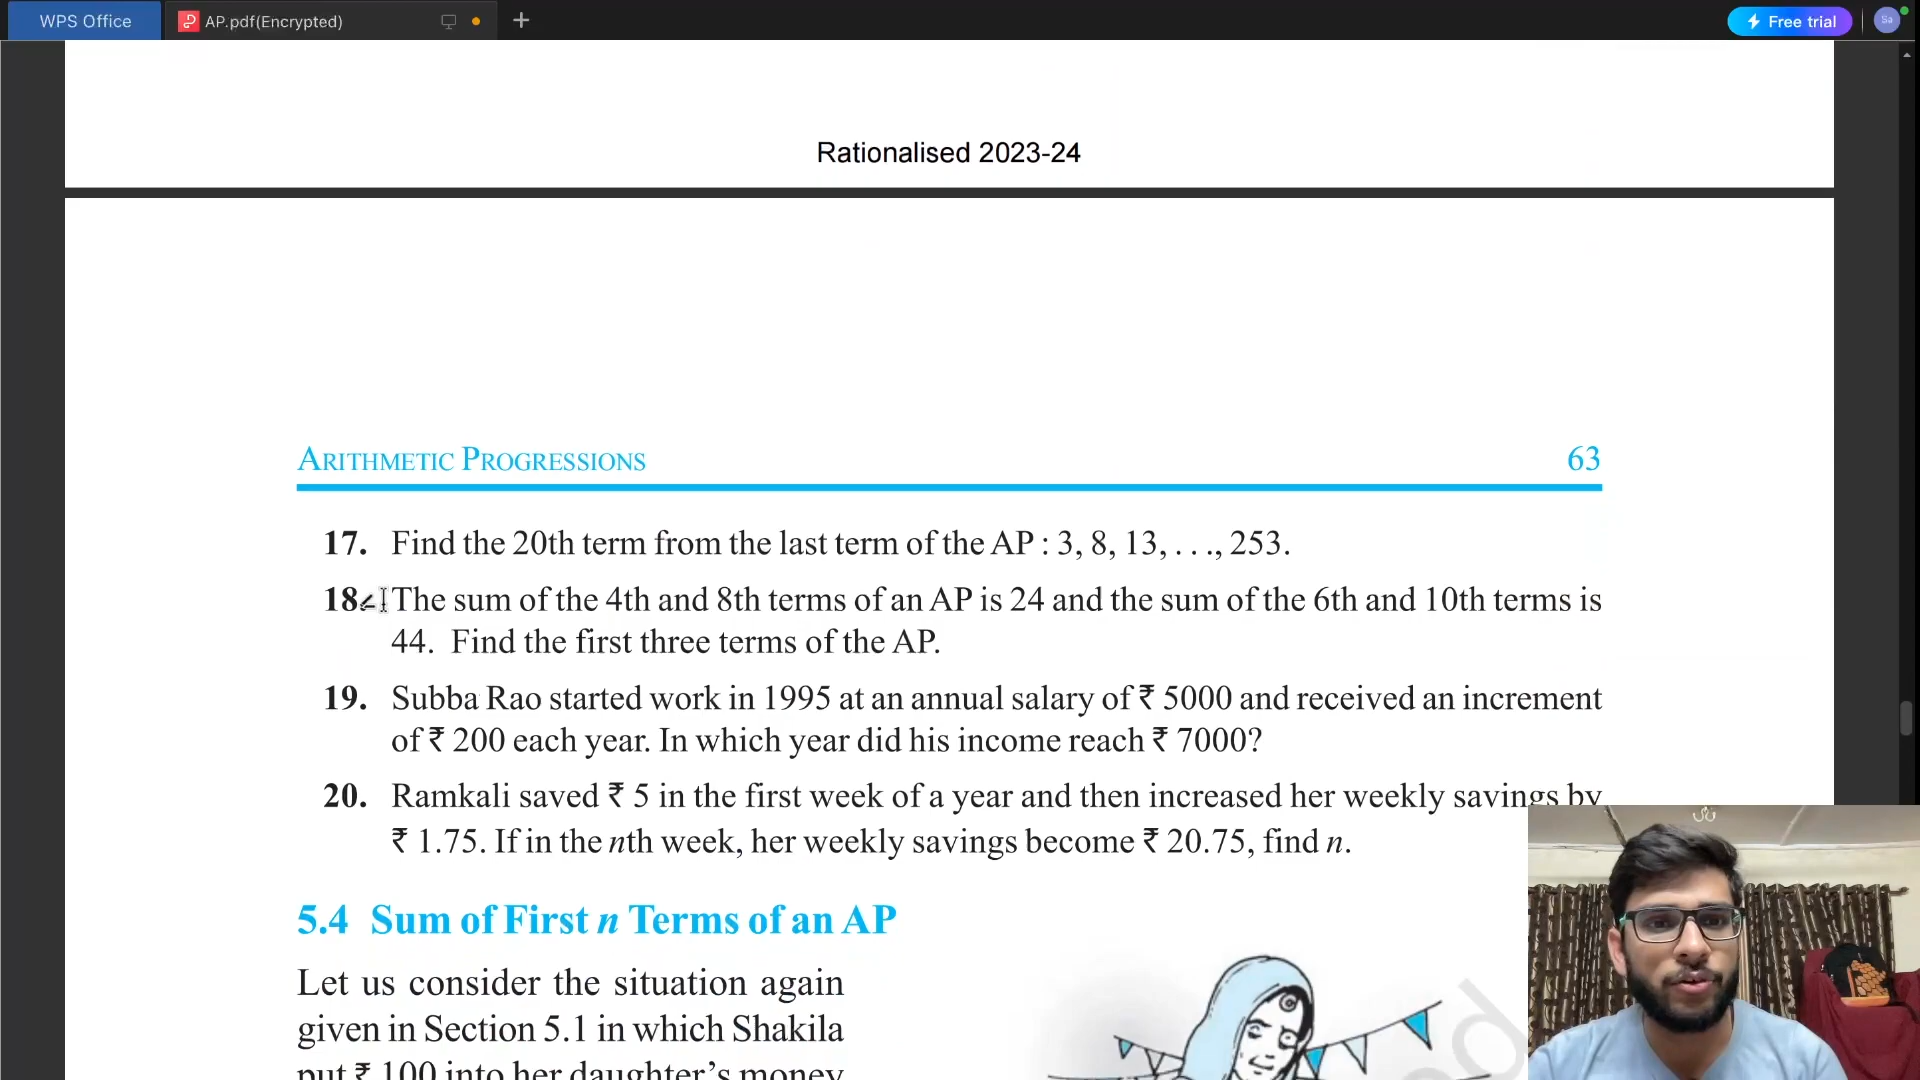 WPS Office
AP.pdf(Encrypted)
Free trial
Sa
Rationalised 2023-24
ARITHMETIC PROGRESSIONS 63
17. Find the 20th term from the last term of the AP : 3, 8, 13, . . ., 253.
18. The sum of the 4th and 8th terms of an AP is 24 and the sum of the 6th and 10th terms is
44. Find the first three terms of the AP.
19. Subba Rao started work in 1995 at an annual salary of ₹ 5000 and received an increment
of ₹ 200 each year. In which year did his income reach ₹ 7000?
20. Ramkali saved ₹ 5 in the first week of a year and then increased her weekly savings by
₹ 1.75. If in the nth week, her weekly savings become ₹ 20.75, find n.
5.4 Sum of First n Terms of an AP
Let us consider the situation again
given in Section 5.1 in which Shakila
put ₹ 100 into her daughter's money